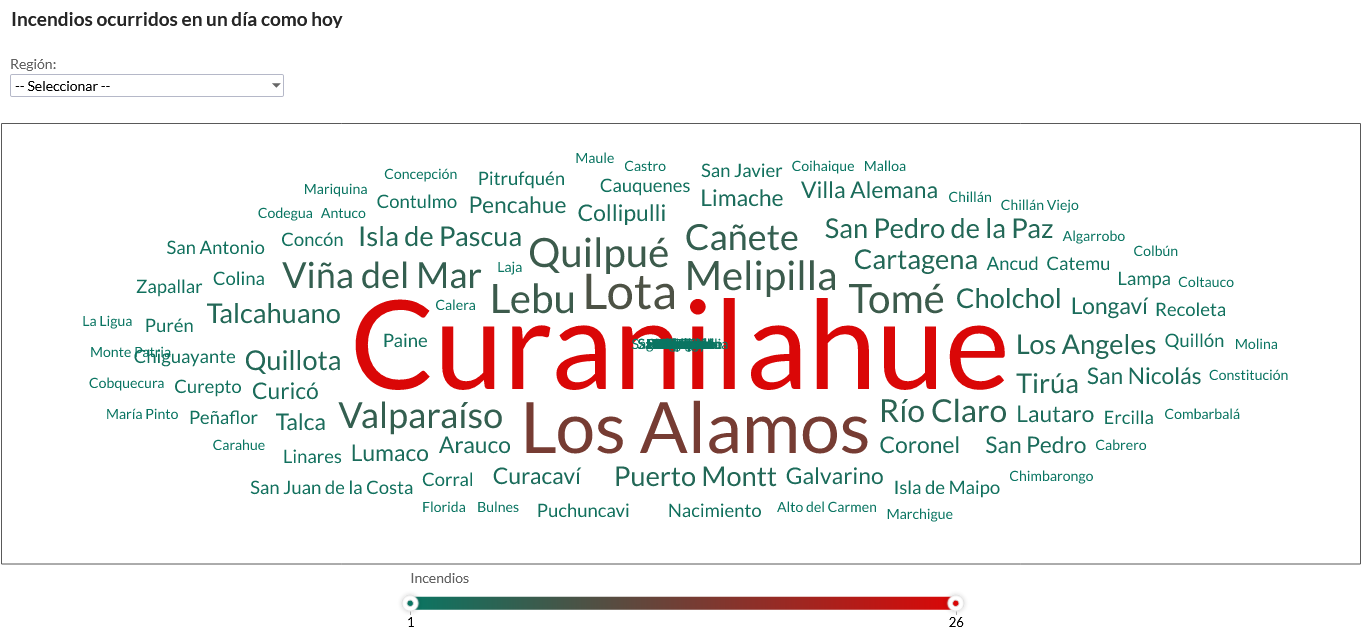 Incendios ocurridos en un día como hoy
Región:
-- Seleccionar --
Maule
Castro
San Javier
Coihaique
Malloa
Concepción
Pitrufquén
Cauquenes
Mariquina
Contulmo
Pencahue
Collipulli
Limache
Villa Alemana
Chillán
Chillán Viejo
Codegua
Antuco
San Antonio
Concón
Isla de Pascua
Quilpué
Cañete
San Pedro de la Paz
Algarrobo
Colbún
Zapallar
Colina
Viña del Mar
Laja
Melipilla
Cartagena
Ancud
Catemu
Lampa
Coltauco
Talcahuano
Calera
Lebu
Lota
Tomé
Cholchol
Longaví
Recoleta
La Ligua
Purén
Paine
Curanilahue
Los Angeles
Quillón
Molina
Monte Patria
Chiguayante
Quillota
Cobquecura
Curepto
Curicó
Tirúa
San Nicolás
Constitución
María Pinto
Peñaflor
Talca
Valparaíso
Los Alamos
Río Claro
Lautaro
Ercilla
Combarbalá
Carahue
Linares
Lumaco
Arauco
Coronel
San Pedro
Cabrero
San Juan de la Costa
Corral
Curacaví
Puerto Montt
Galvarino
Isla de Maipo
Chimbarongo
Florida
Bulnes
Puchuncavi
Nacimiento
Alto del Carmen
Marchigue
Incendios
1
26